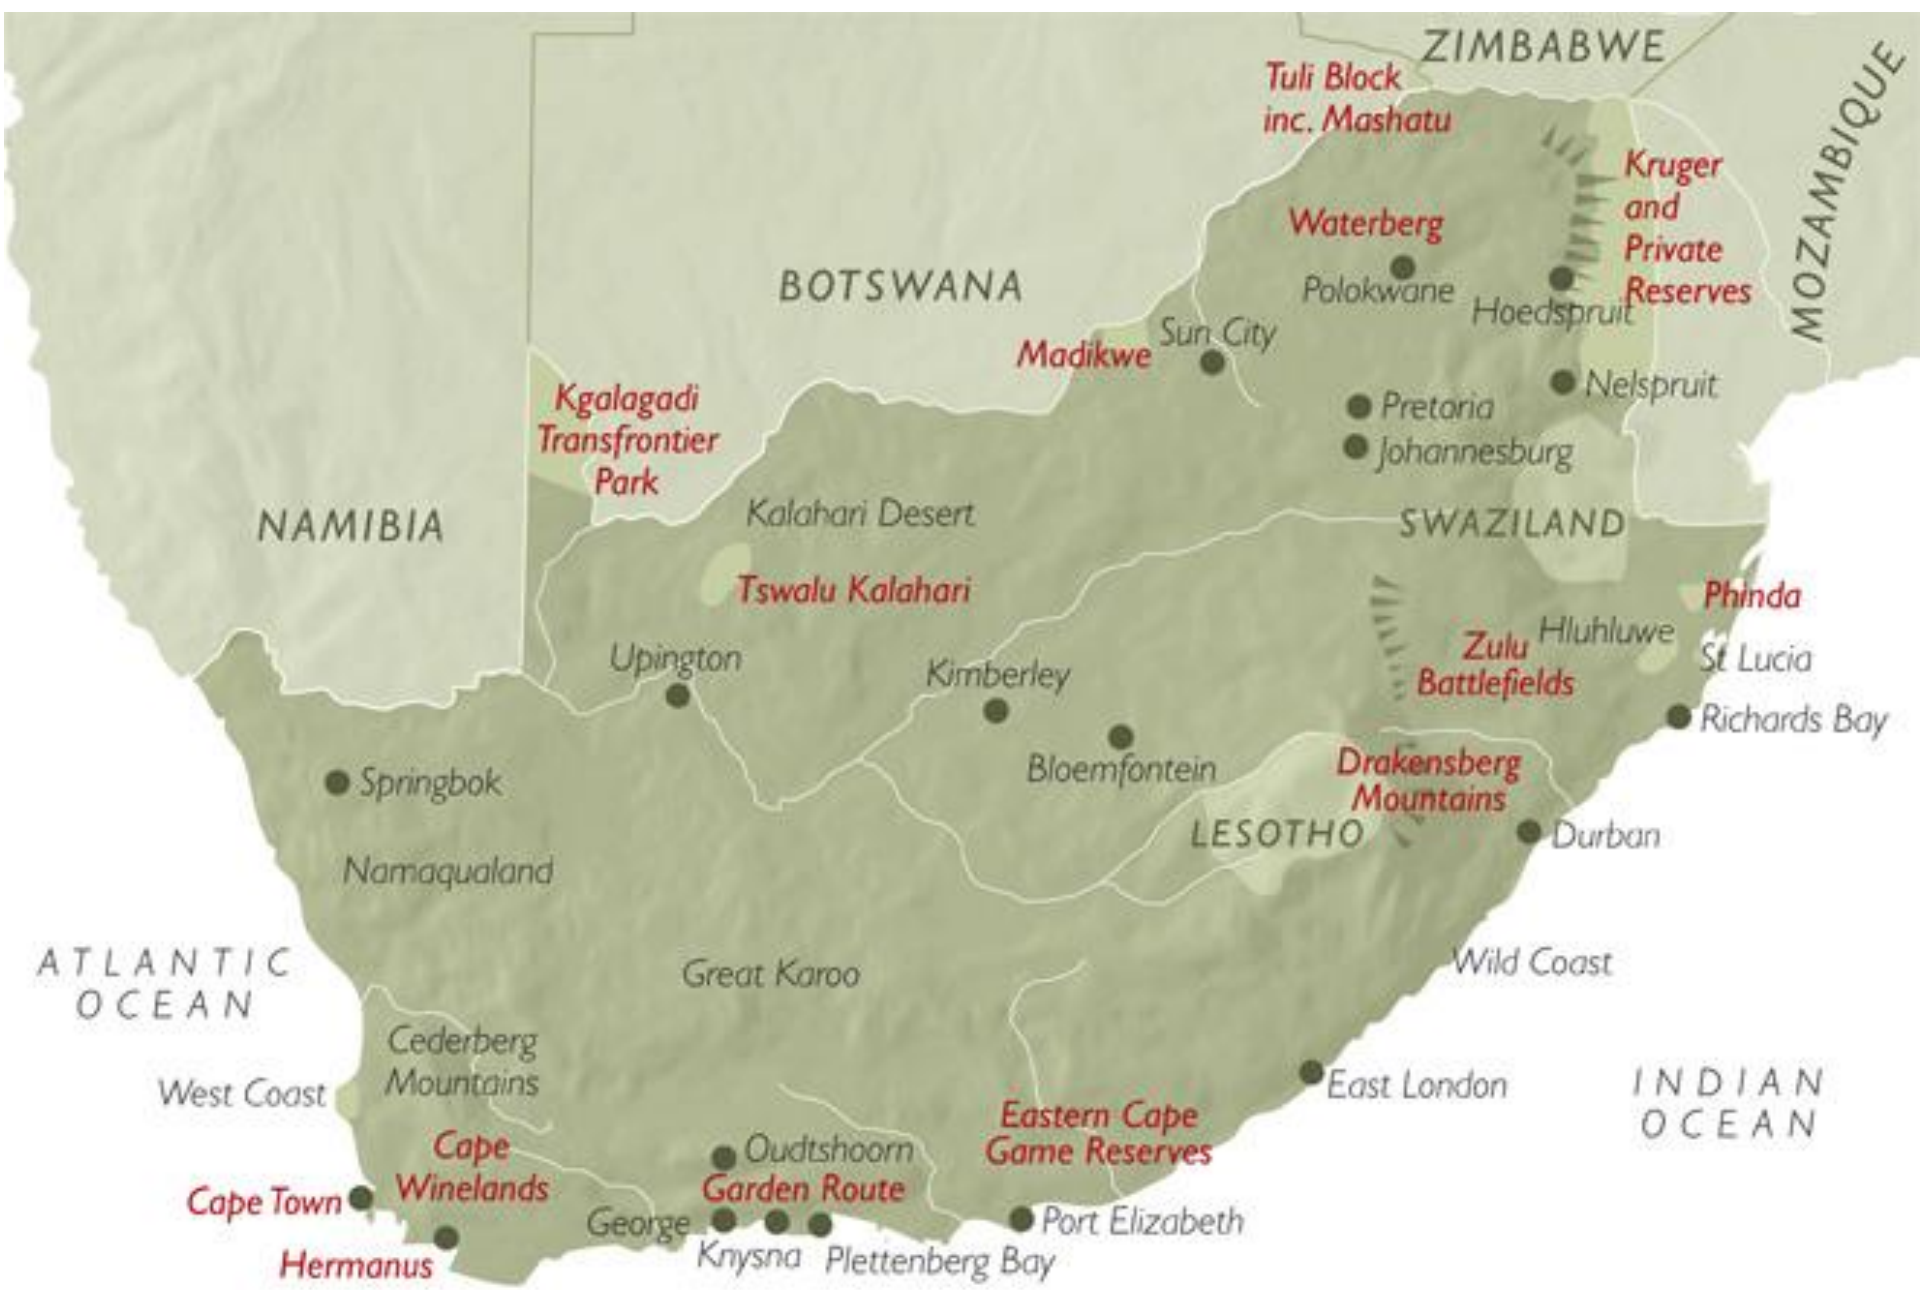 ZIMBABWE
Tuli Block
inc. Mashatu
MOZAMBIQUE
Kruger
and
Private
Reserves
Waterberg
Polokwane
Hoedspruit
BOTSWANA
Sun City
Madikwe
Nelspruit
Pretoria
Johannesburg
Kgalagadi
Transfrontier
Park
NAMIBIA
Kalahari Desert
SWAZILAND
Tswalu Kalahari
Phinda
Hluhluwe
Zulu
Battlefields
St Lucia
Upington
Kimberley
Richards Bay
Bloemfontein
Drakensberg
Mountains
Springbok
LESOTHO
Durban
Namaqualand
ATLANTIC
OCEAN
Great Karoo
Wild Coast
Cederberg
Mountains
West Coast
East London
INDIAN
OCEAN
Eastern Cape
Game Reserves
Cape
Winelands
Oudtshoorn
Garden Route
Cape Town
George
Port Elizabeth
Hermanus
Knysna
Plettenberg Bay